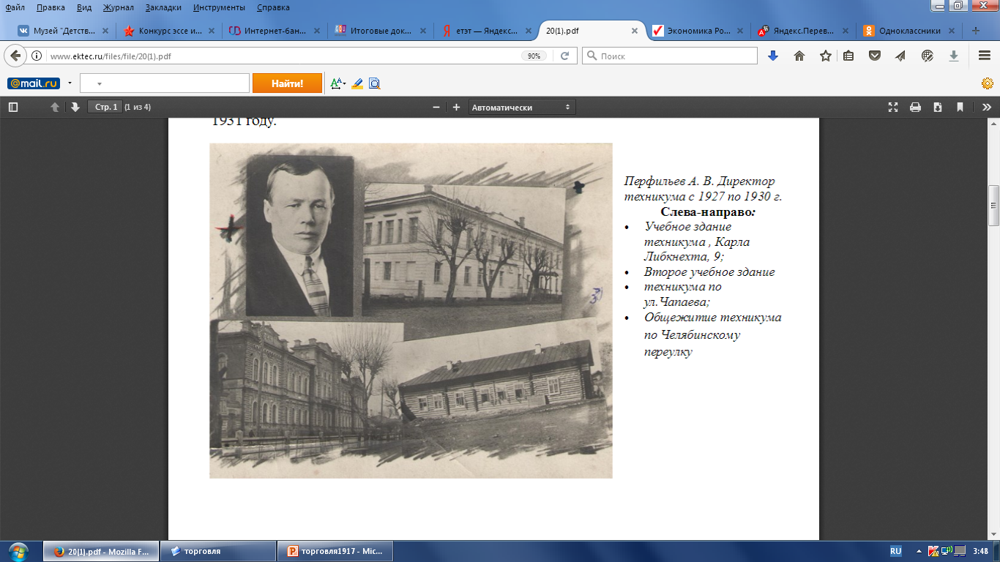 Файл Правка Вид Журнал Закладки Инструменты Справка
Музей "Детств... Конкурс эссе и... Интернет-бан... Итоговые док... етэт — Яндекс... 20(1).pdf Экономика Ро... Яндекс.Перев... Одноклассники
www.ektec.ru/files/file/20(1).pdf 90% Поиск
@mail.ru Найти!
Стр. 1 (1 из 4) Автоматически
1931 году.
Перфильев А. В. Директор
техникума с 1927 по 1930 г.
Слева-направо:
• Учебное здание
техникума , Карла
Либкнехта, 9;
• Второе учебное здание
• техникума по
ул.Чапаева;
• Общежитие техникума
по Челябинскому
переулку
20(1).pdf - Mozilla F... торговля торговля1917 - Mic... RU 3:48